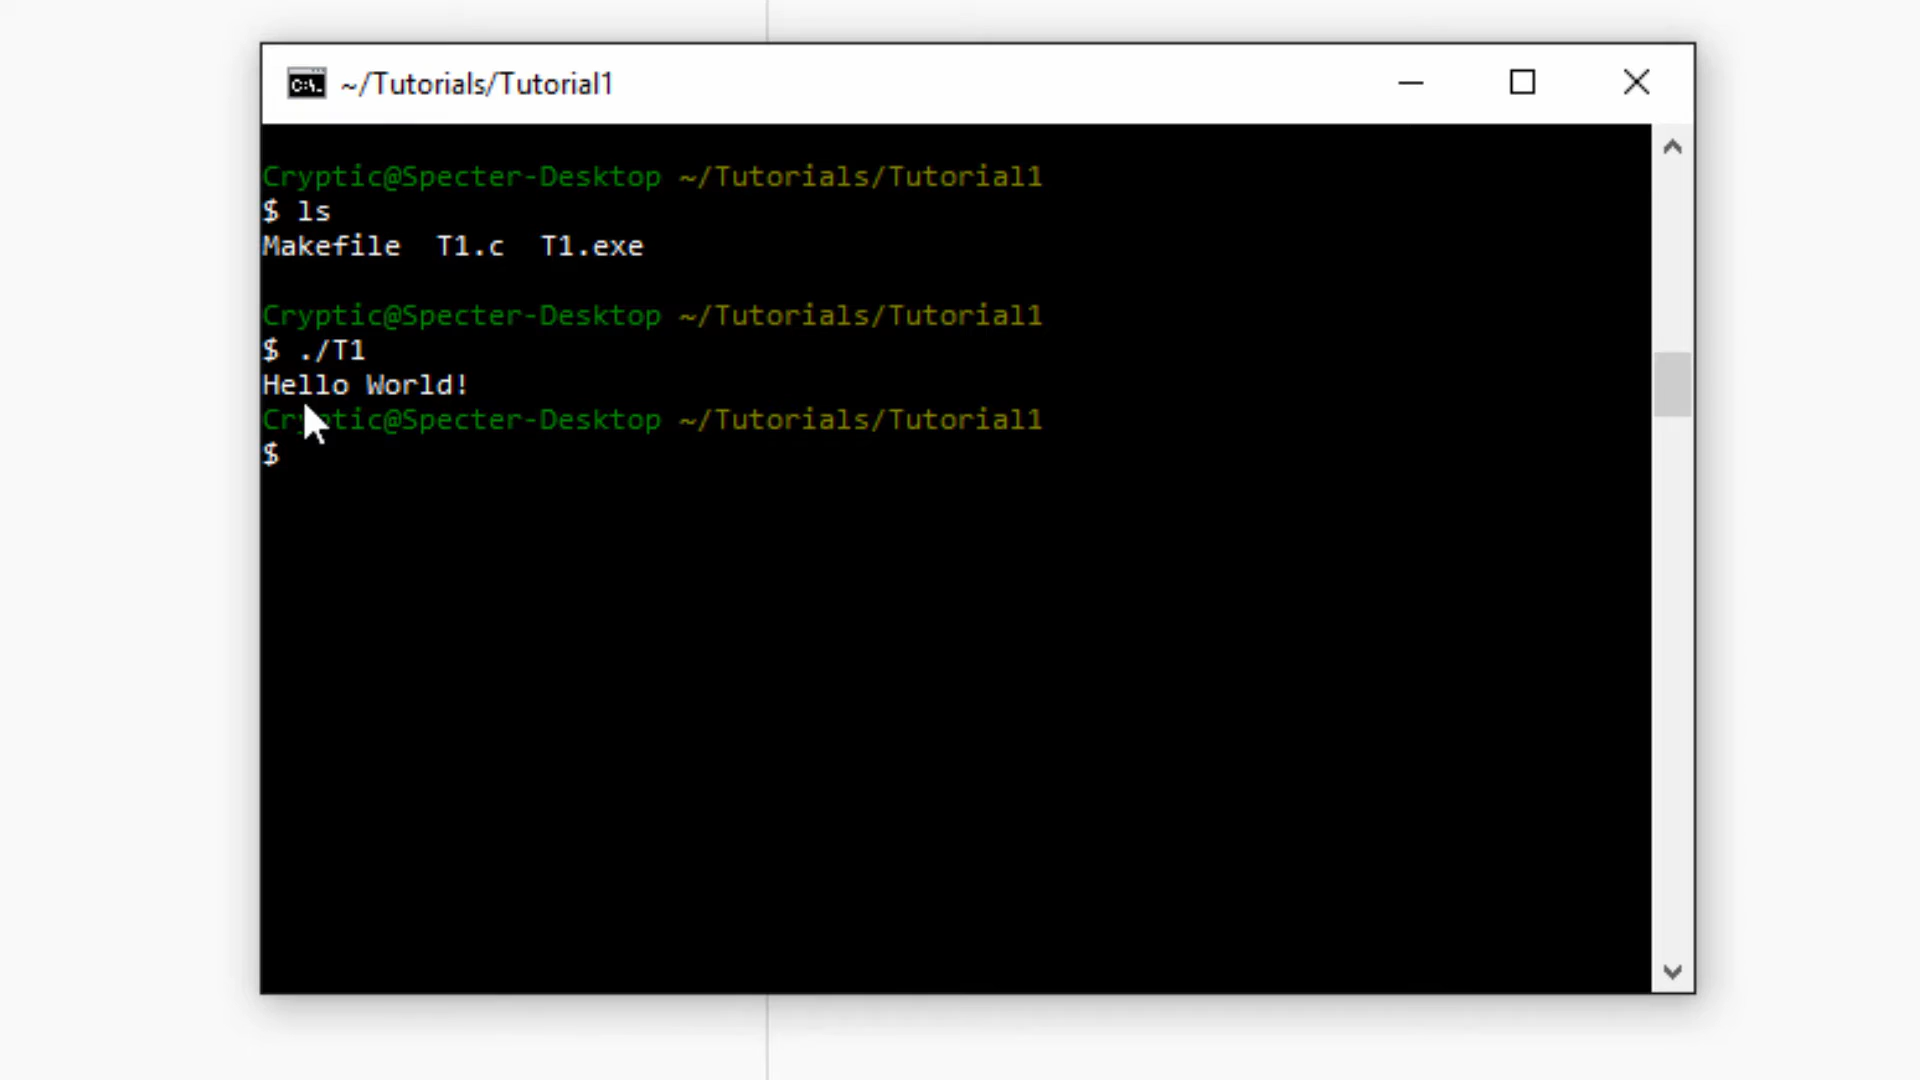 C:\.
~/Tutorials/Tutorial1
Cryptic@Specter-Desktop ~/Tutorials/Tutorial1
$ ls
Makefile  T1.c  T1.exe
Cryptic@Specter-Desktop ~/Tutorials/Tutorial1
$ ./T1
Hello World!
Cryptic@Specter-Desktop ~/Tutorials/Tutorial1
$